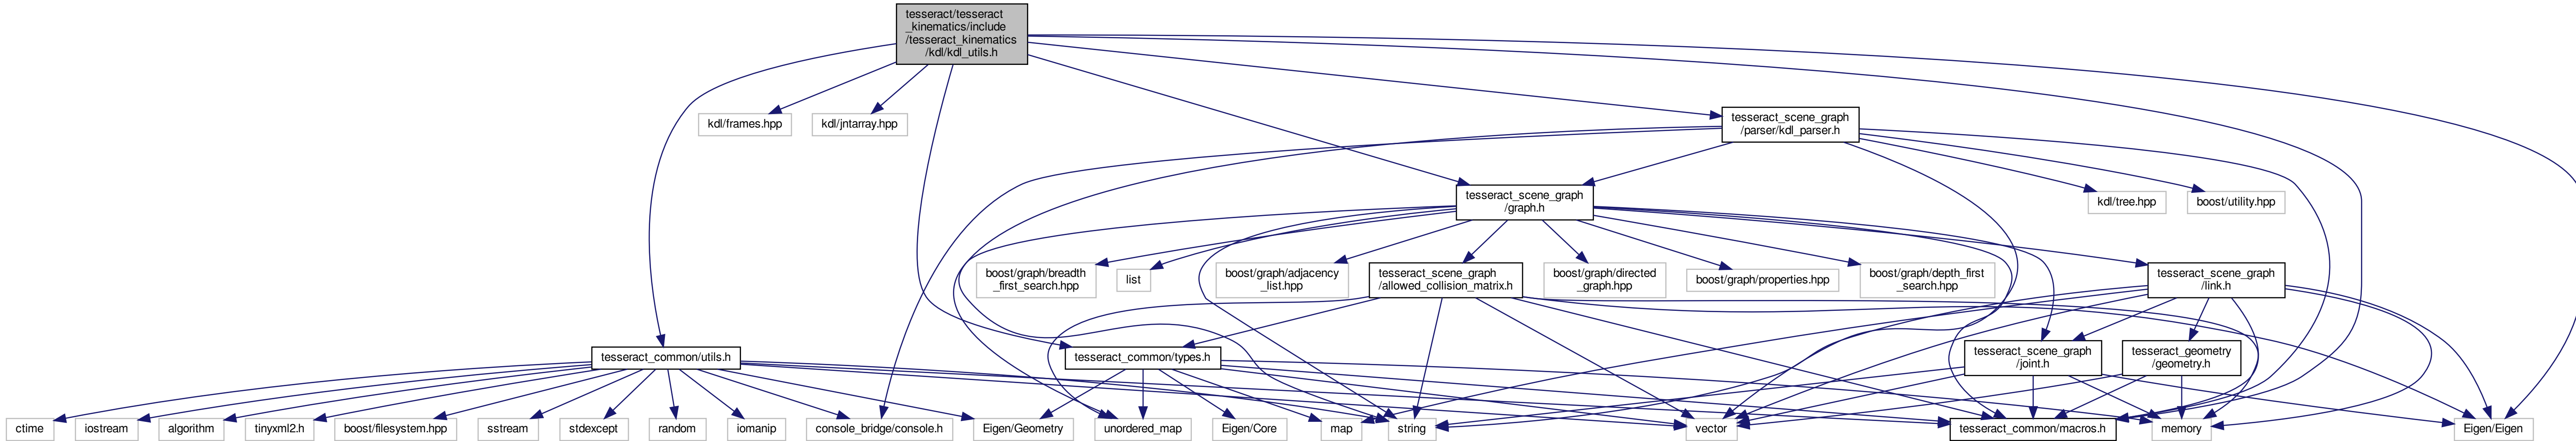 tesseract/tesseract
_kinematics/include
/tesseract_kinematics
/kdl/kdl_utils.h
kdl/frames.hpp
kdl/jntarray.hpp
tesseract_scene_graph
/parser/kdl_parser.h
tesseract_scene_graph
/graph.h
kdl/tree.hpp
boost/utility.hpp
boost/graph/breadth
_first_search.hpp
list
boost/graph/adjacency
_list.hpp
tesseract_scene_graph
/allowed_collision_matrix.h
boost/graph/directed
_graph.hpp
boost/graph/properties.hpp
boost/graph/depth_first
_search.hpp
tesseract_scene_graph
/link.h
tesseract_common/utils.h
tesseract_common/types.h
tesseract_scene_graph
/joint.h
tesseract_geometry
/geometry.h
ctime
iostream
algorithm
tinyxml2.h
boost/filesystem.hpp
sstream
stdexcept
random
iomanip
console_bridge/console.h
Eigen/Geometry
unordered_map
Eigen/Core
map
string
vector
tesseract_common/macros.h
memory
Eigen/Eigen